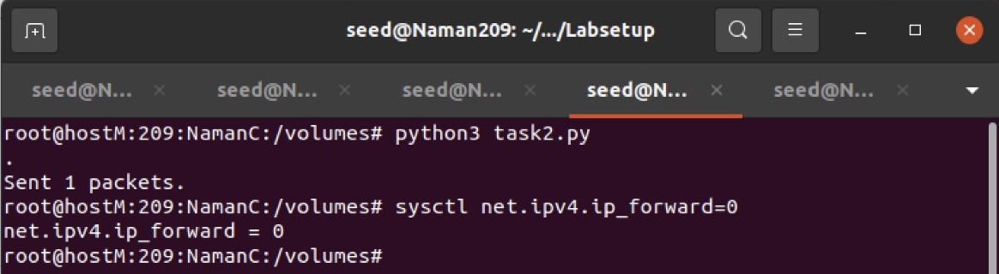 seed@Naman209: ~/.../Labsetup
seed@N... seed@N... seed@N... seed@N... seed@N...
root@hostM:209:NamanC:/volumes# python3 task2.py
.
Sent 1 packets.
root@hostM:209:NamanC:/volumes# sysctl net.ipv4.ip_forward=0
net.ipv4.ip_forward = 0
root@hostM:209:NamanC:/volumes#